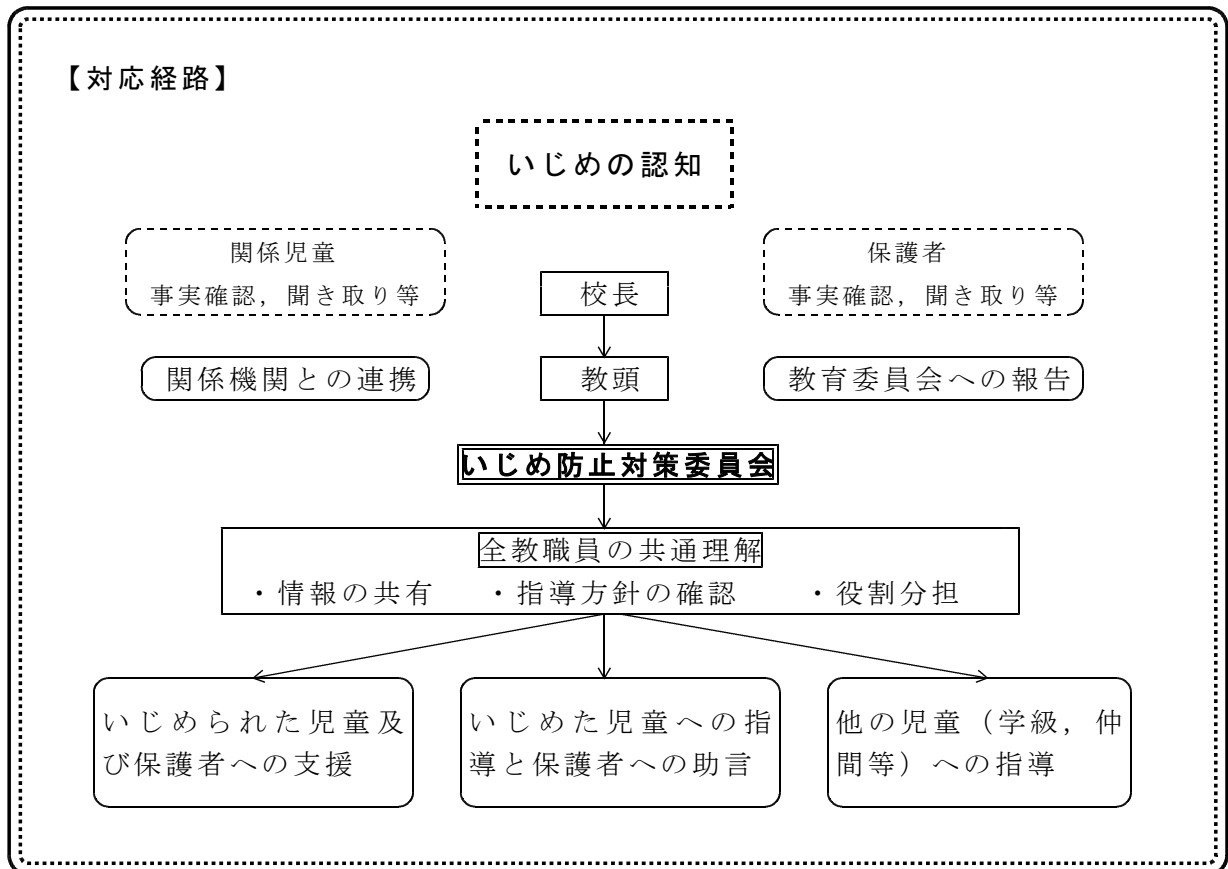 【対応経路】
いじめの認知
関係児童
事実確認，聞き取り等
保護者
事実確認，聞き取り等
校長
関係機関との連携
教頭
教育委員会への報告
いじめ防止対策委員会
全教職員の共通理解
・情報の共有　・指導方針の確認　・役割分担
いじめられた児童及
び保護者への支援
いじめた児童への指
導と保護者への助言
他の児童（学級，仲
間等）への指導